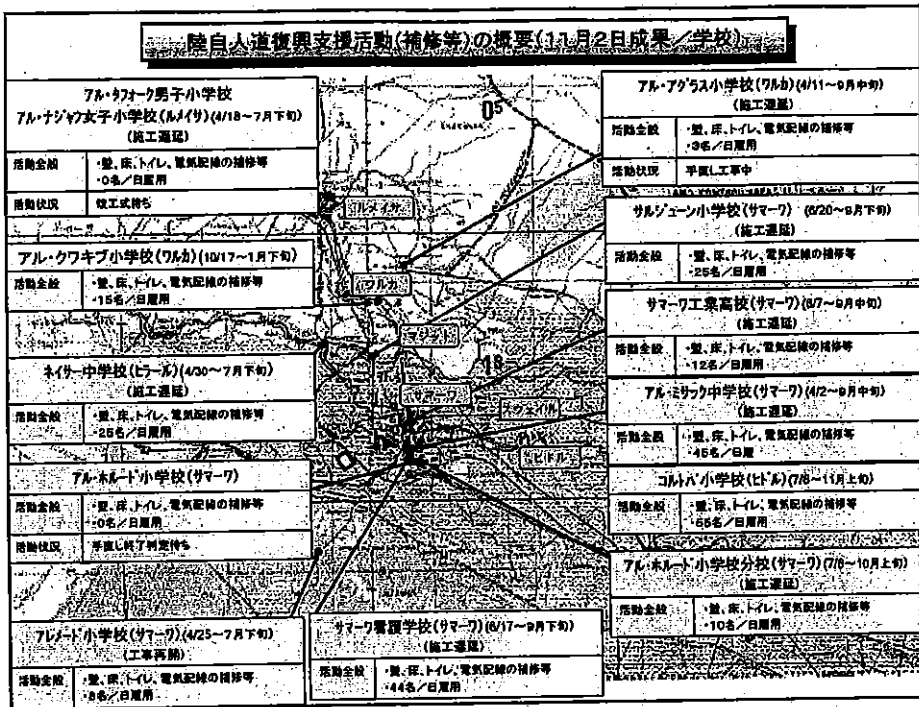 陸自人道復興支援活動(補修等)の概要(11月2日成果/学校)
アル・タフォーク男子小学校
アル・ナジャフ女子小学校(ルメイサ)(4/18~7月下旬)
(施工遅延)
活動全般 ・壁、床、トイレ、電気配線の補修等
・0名/日雇用
活動状況 竣工式待ち
アル・クワキブ小学校(ワルカ)(10/17~1月下旬)
活動全般 ・壁、床、トイレ、電気配線の補修等
・15名/日雇用
ネイサー中学校(ヒラール)(4/30~7月下旬)
(施工遅延)
活動全般 ・壁、床、トイレ、電気配線の補修等
・25名/日雇用
アル・ホルード小学校(サマーワ)
活動全般 ・壁、床、トイレ、電気配線の補修等
・0名/日雇用
活動状況 手直し終了判定待ち
アレメード小学校(サマーワ)(4/25~7月下旬)
(工事再開)
活動全般 ・壁、床、トイレ、電気配線の補修等
・8名/日雇用
サマーワ看護学校(サマーワ)(6/17~9月下旬)
(施工遅延)
活動全般 ・壁、床、トイレ、電気配線の補修等
・44名/日雇用
ルメイサ
ワルカ
マジッド
サマーワ
スウェイル
ヒドル
05
18
アル・アグラス小学校(ワルカ)(4/11~9月中旬)
(施工遅延)
活動全般 ・壁、床、トイレ、電気配線の補修等
・3名/日雇用
活動状況 手直し工事中
サルジェーン小学校(サマーワ) (6/20~9月下旬)
(施工遅延)
活動全般 ・壁、床、トイレ、電気配線の補修等
・25名/日雇用
サマーワ工業高校(サマーワ)(6/7~9月中旬)
(施工遅延)
活動全般 ・壁、床、トイレ、電気配線の補修等
・12名/日雇用
アル・ミサック中学校(サマーワ)(4/2~9月中旬)
(施工遅延)
活動全般 ・壁、床、トイレ、電気配線の補修等
・45名/日雇
コルトバ小学校(ヒドル)(7/6~11月上旬)
活動全般 ・壁、床、トイレ、電気配線の補修等
・55名/日雇用
アル・ホルード小学校分校(サマーワ)(7/6~10月上旬)
(施工遅延)
活動全般 ・壁、床、トイレ、電気配線の補修等
・10名/日雇用